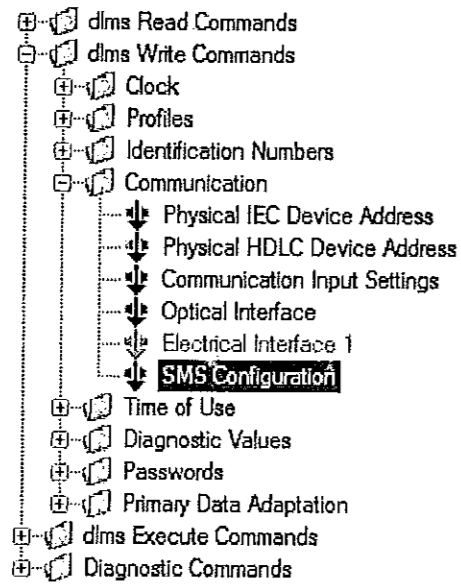 dlms Read Commands
dlms Write Commands
Clock
Profiles
Identification Numbers
Communication
Physical IEC Device Address
Physical HDLC Device Address
Communication Input Settings
Optical Interface
Electrical Interface 1
SMS Configuration
Time of Use
Diagnostic Values
Passwords
Primary Data Adaptation
dlms Execute Commands
Diagnostic Commands